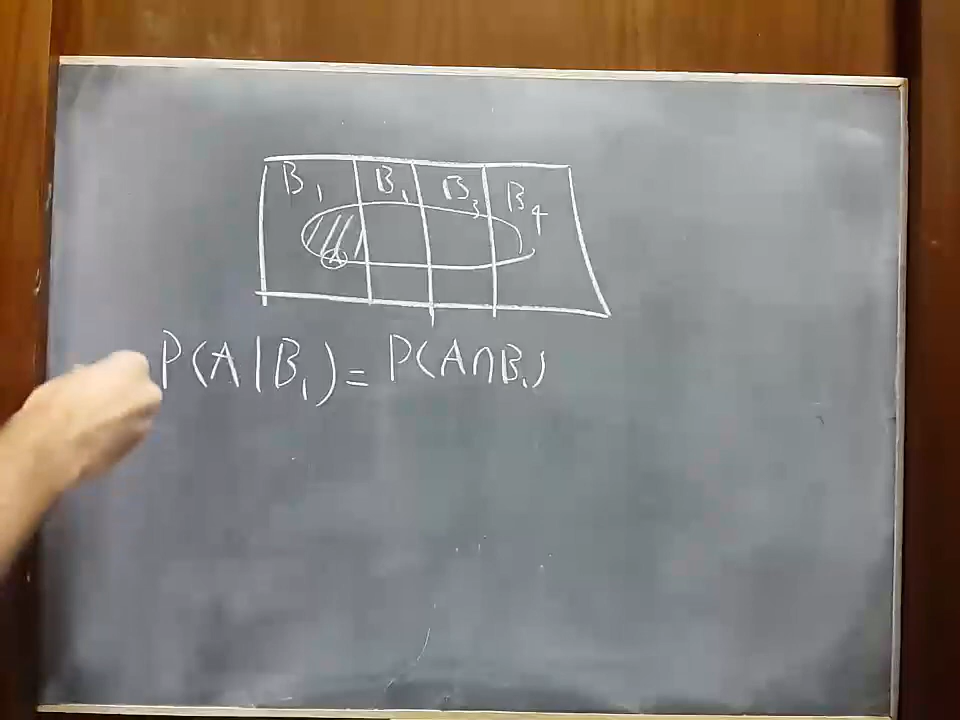 B₁ B₁ B₃ B₄
A
P(A|B₁) = P(A∩B₁)